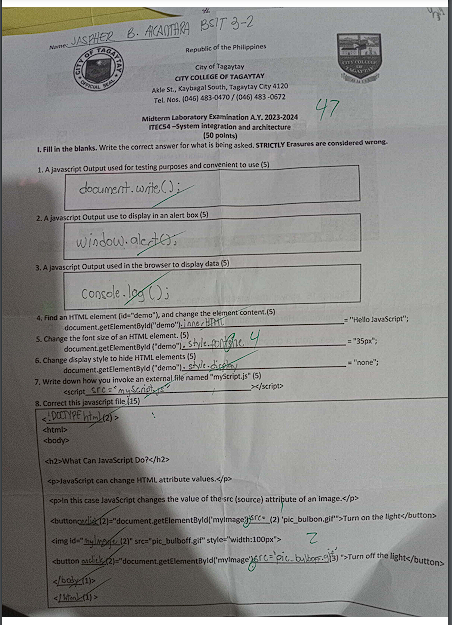 Name: JASPHER B. ALCANTARA BSIT 3-2
Republic of the Philippines
City of Tagaytay
CITY COLLEGE OF TAGAYTAY
Akle St., Kaybagal South, Tagaytay City 4120
Tel. Nos. (046) 483-0470 / (046) 483 -0672
CITY OF TAGAYTAY
OFFICIAL SEAL
47
Midterm Laboratory Examination A.Y. 2023-2024
ITEC54 –System integration and architecture
(50 points)
I. Fill in the blanks. Write the correct answer for what is being asked. STRICTLY Erasures are considered wrong.
1. A javascript Output used for testing purposes and convenient to use (5)
document.write();
2. A javascript Output use to display in an alert box (5)
window.alert();
3. A javascript Output used in the browser to display data (5)
console.log();
4. Find an HTML element (id="demo"), and change the element content.(5)
document.getElementById("demo").innerHTML = "Hello JavaScript";
5. Change the font size of an HTML element. (5)
document.getElementById ("demo"). style. 4 = "35px";
6. Change display style to hide HTML elements (5)
document.getElementById ("demo"). style.display = "none";
7. Write down how you invoke an external file named "myScript.js" (5)
<script src="myScript.js" ></script>
8. Correct this javascript file (15)
<!DOCTYPE html(2)>
<html>
<body>
<h2>What Can JavaScript Do?</h2>
<p>JavaScript can change HTML attribute values.</p>
<p>In this case JavaScript changes the value of the src (source) attribute of an image.</p>
<button onclick(2)="document.getElementById('myImage').src= (2) 'pic_bulbon.gif'">Turn on the light</button>
<img id="myImage(2)" src="pic_bulboff.gif" style="width:100px"> 2
<button onclick(2)="document.getElementById('myImage').src='pic_bulboff.gif'(3) ">Turn off the light</button>
</body(1)>
</html(1)>